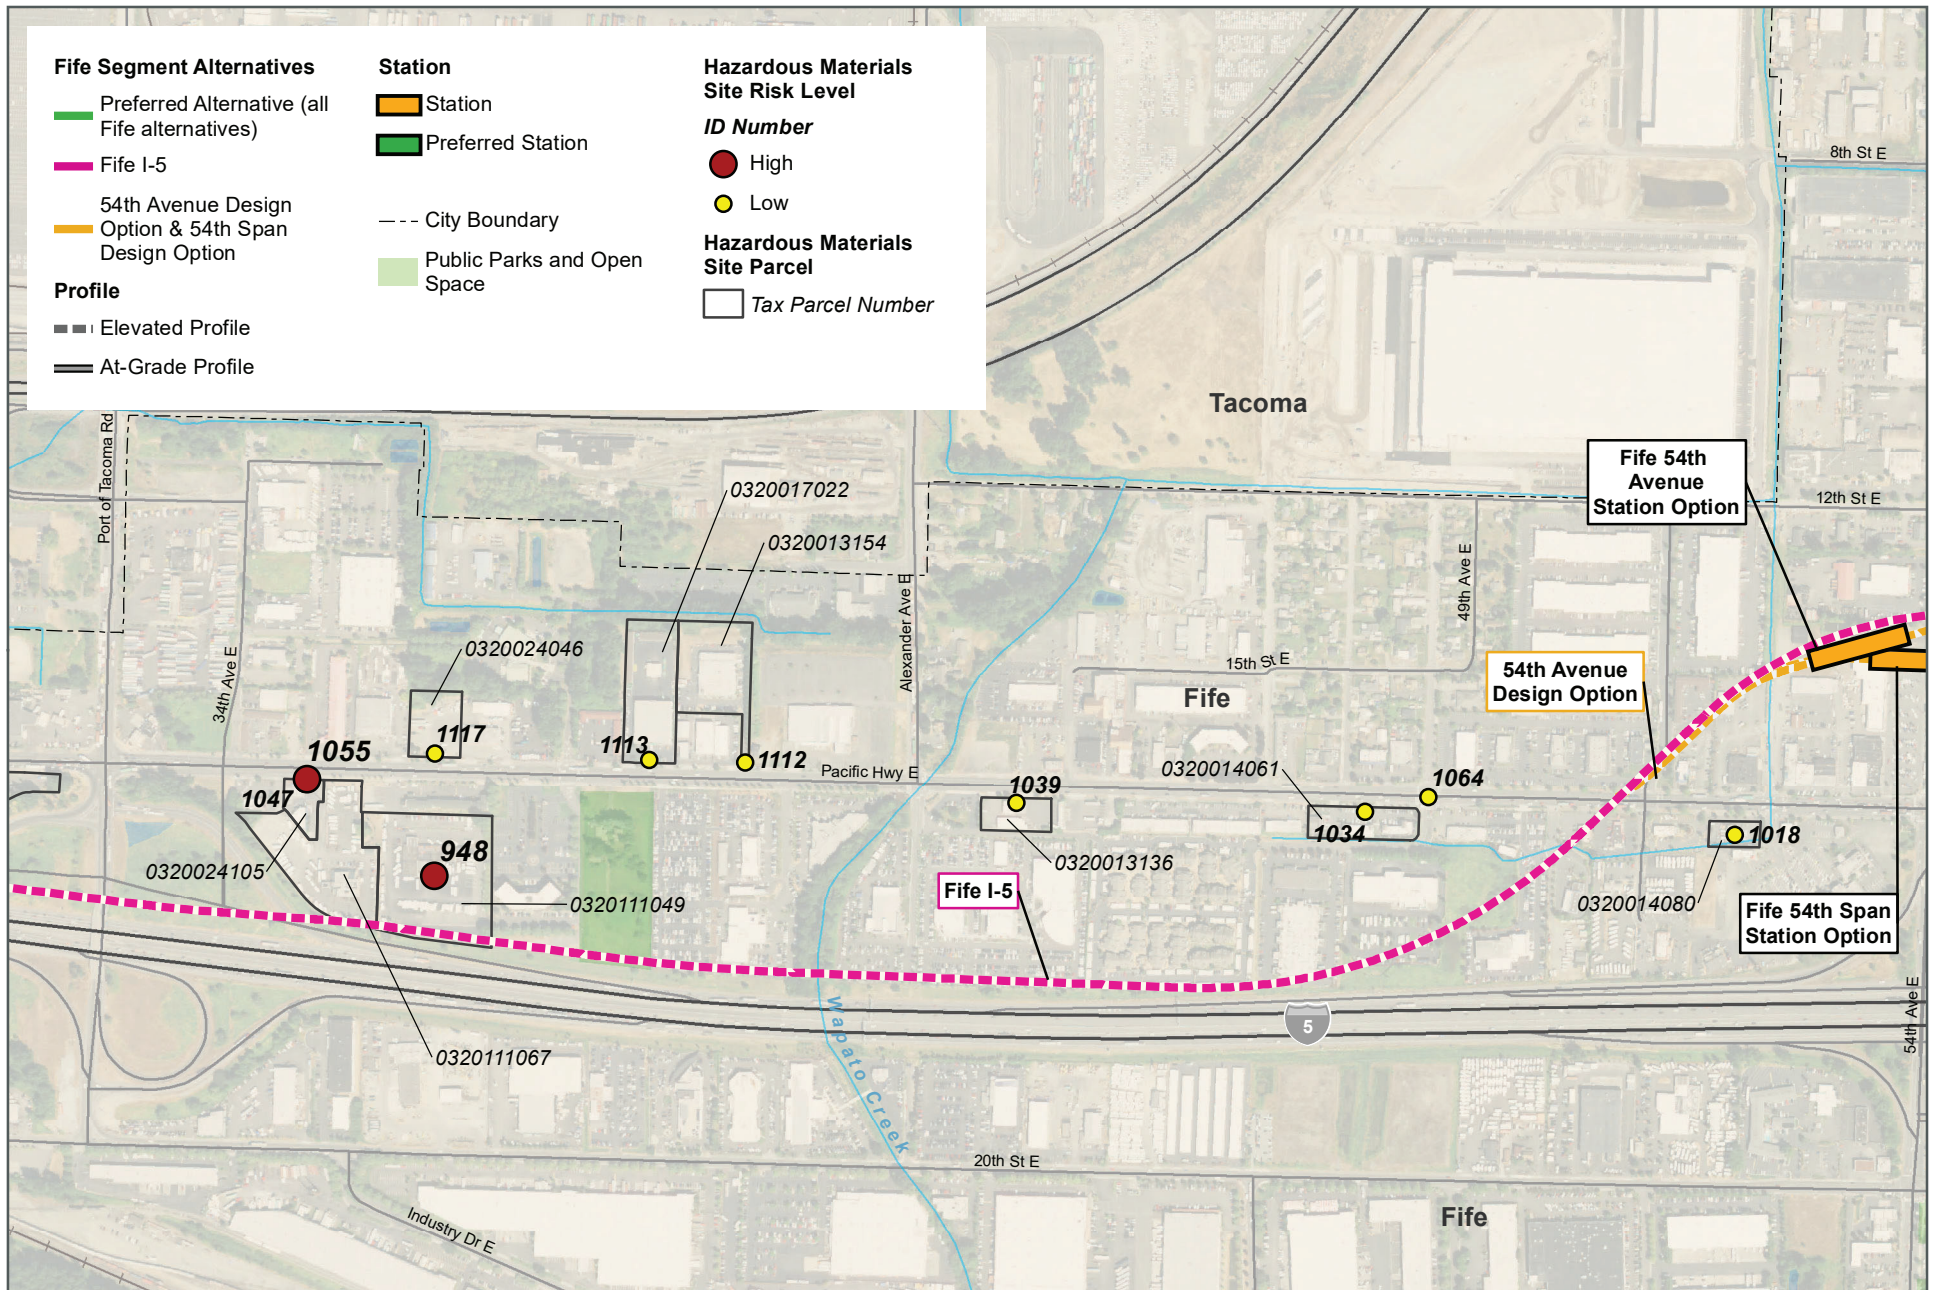 Fife Segment Alternatives
Preferred Alternative (all
Fife alternatives)
Fife I-5
54th Avenue Design
Option & 54th Span
Design Option
Profile
Elevated Profile
At-Grade Profile
Station
Station
Preferred Station
City Boundary
Public Parks and Open
Space
Hazardous Materials
Site Risk Level
ID Number
High
Low
Hazardous Materials
Site Parcel
Tax Parcel Number
8th St E
Tacoma
Port of Tacoma Rd
Fife 54th
Avenue
Station Option
12th St E
0320017022
0320013154
Alexander Ave E
49th Ave E
34th Ave E
0320024046
15th St E
54th Avenue
Design Option
Fife
1117
1113
1112
1055
Pacific Hwy E
0320014061
1064
1039
1047
1034
1018
948
0320024105
0320013136
0320111049
Fife I-5
0320014080
Fife 54th Span
Station Option
Wapato Creek
5
54th Ave E
0320111067
20th St E
Industry Dr E
Fife